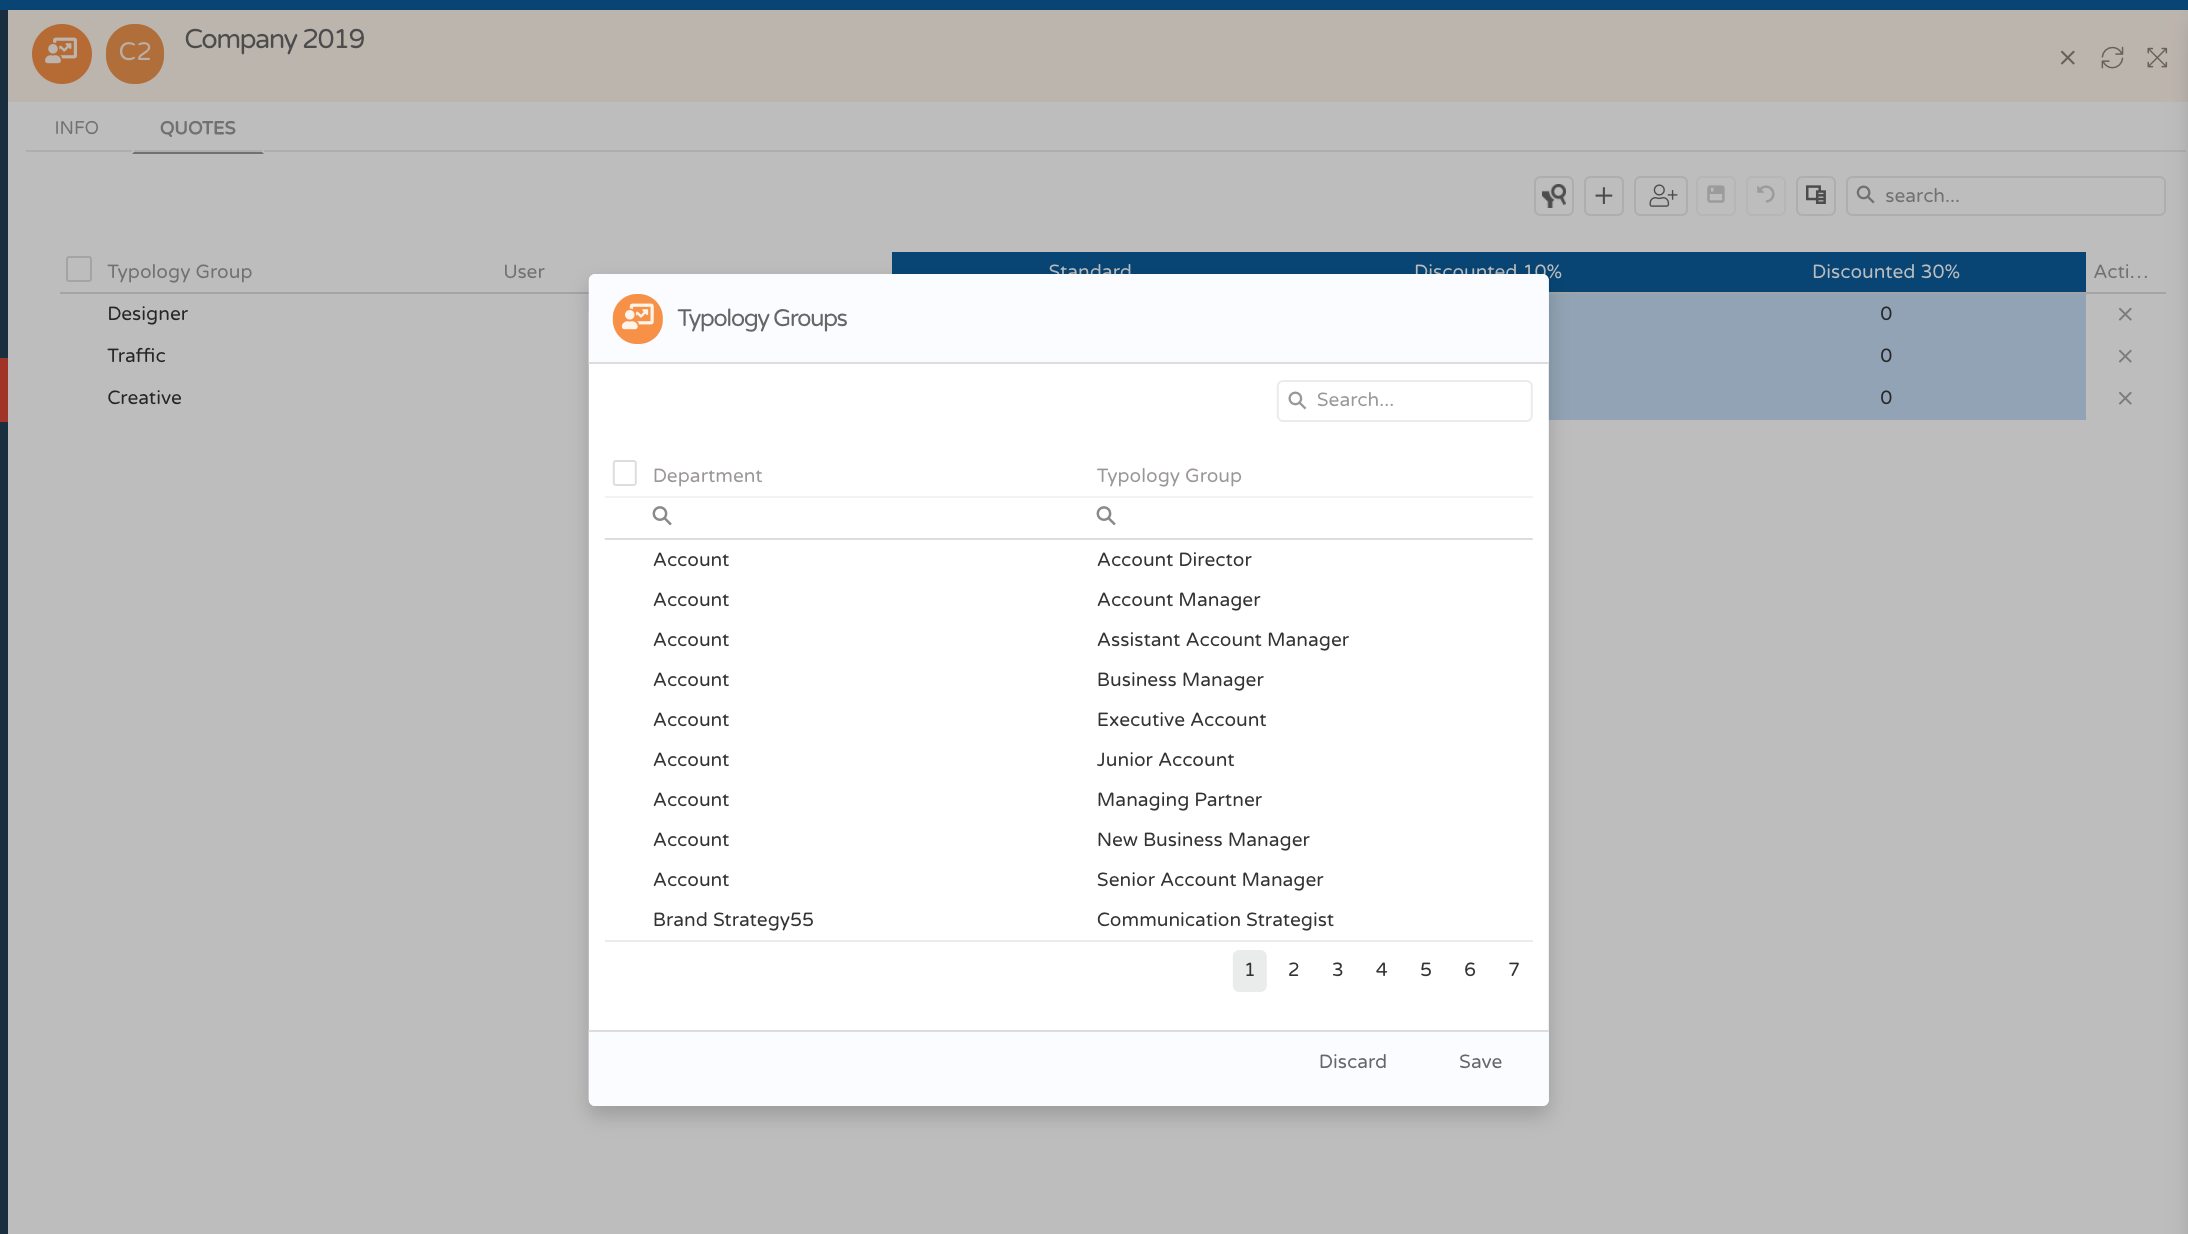 C2
Company 2019
INFO QUOTES
search...
Typology Group User Standard Discounted 10% Discounted 30% Acti...
Designer 0
Traffic 0
Creative 0
Typology Groups
Search...
Department Typology Group
Account Account Director
Account Account Manager
Account Assistant Account Manager
Account Business Manager
Account Executive Account
Account Junior Account
Account Managing Partner
Account New Business Manager
Account Senior Account Manager
Brand Strategy55 Communication Strategist
1 2 3 4 5 6 7
Discard Save